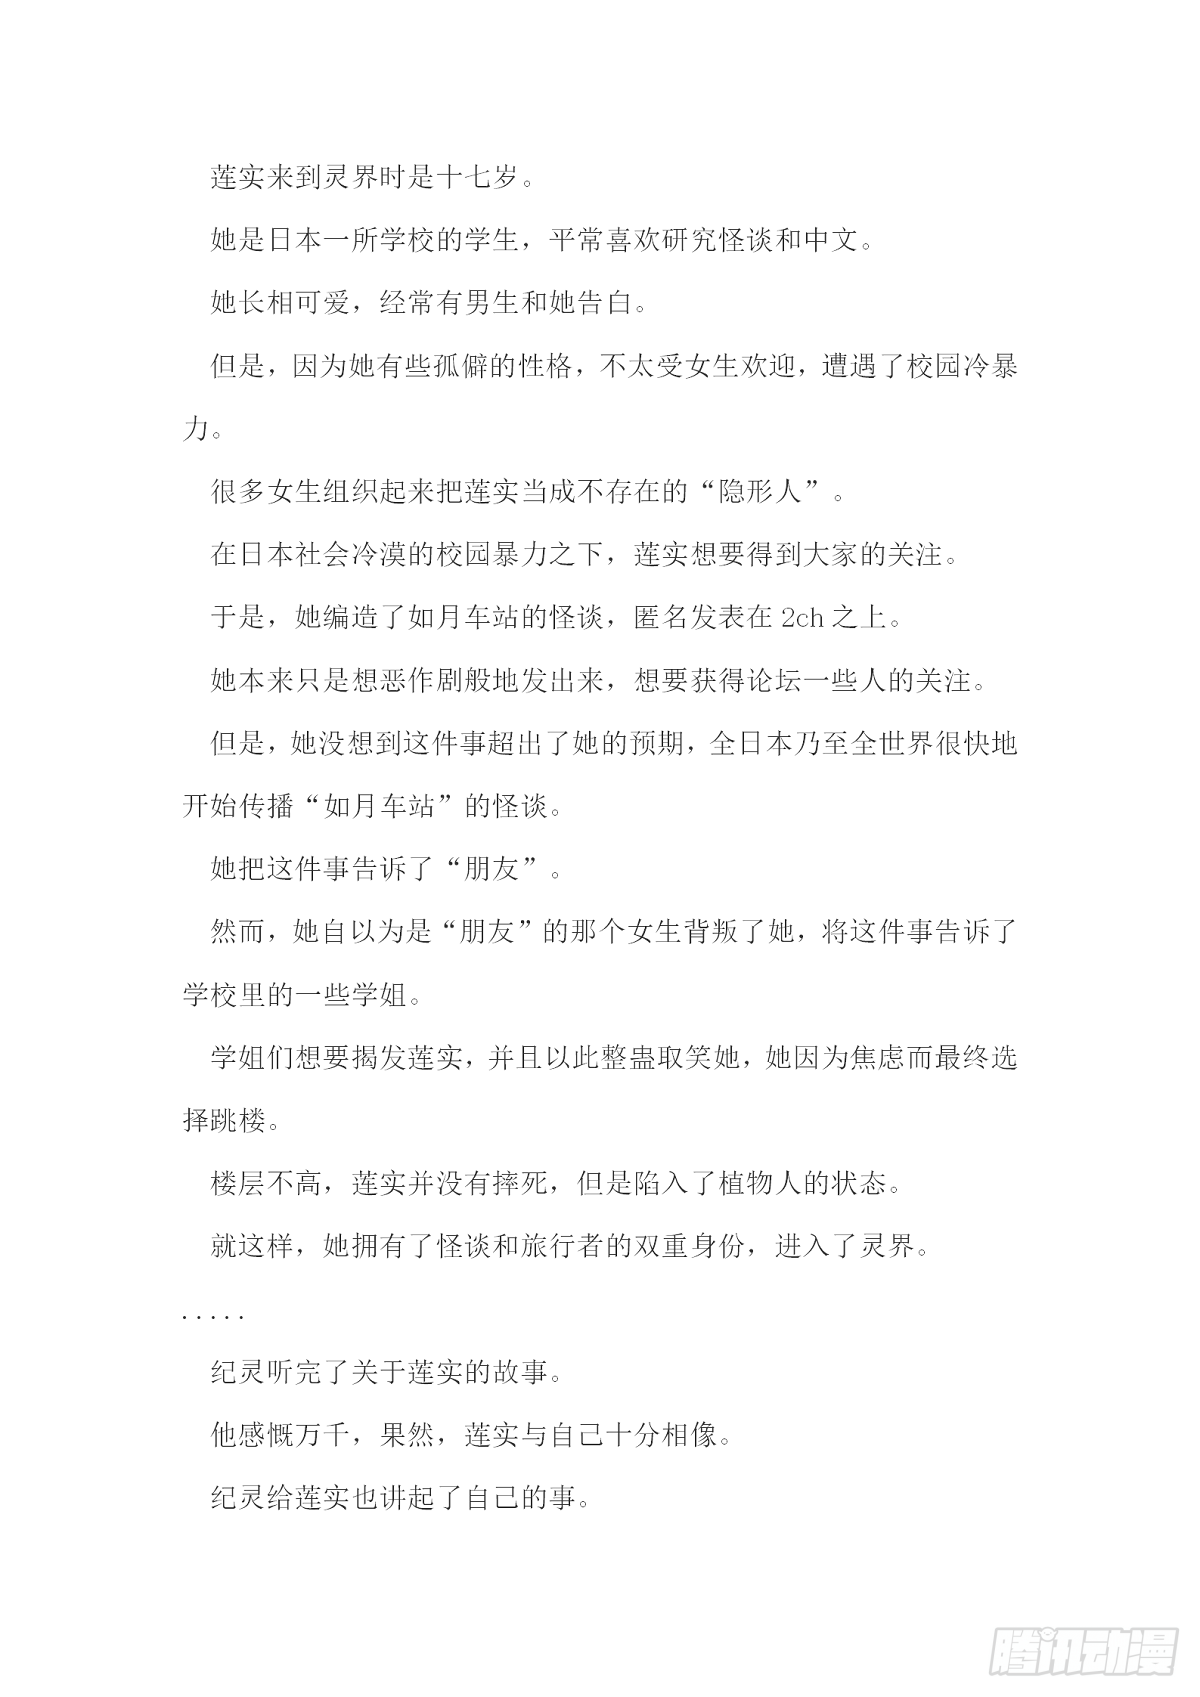 莲实来到灵界时是十七岁。
她是日本一所学校的学生，平常喜欢研究怪谈和中文。
她长相可爱，经常有男生和她告白。
但是，因为她有些孤僻的性格，不太受女生欢迎，遭遇了校园冷暴
力。
很多女生组织起来把莲实当成不存在的“隐形人”。
在日本社会冷漠的校园暴力之下，莲实想要得到大家的关注。
于是，她编造了如月车站的怪谈，匿名发表在 2ch 之上。
她本来只是想恶作剧般地发出来，想要获得论坛一些人的关注。
但是，她没想到这件事超出了她的预期，全日本乃至全世界很快地
开始传播“如月车站”的怪谈。
她把这件事告诉了“朋友”。
然而，她自以为是“朋友”的那个女生背叛了她，将这件事告诉了
学校里的一些学姐。
学姐们想要揭发莲实，并且以此整蛊取笑她，她因为焦虑而最终选
择跳楼。
楼层不高，莲实并没有摔死，但是陷入了植物人的状态。
就这样，她拥有了怪谈和旅行者的双重身份，进入了灵界。
.....
纪灵听完了关于莲实的故事。
他感慨万千，果然，莲实与自己十分相像。
纪灵给莲实也讲起了自己的事。
腾讯动漫